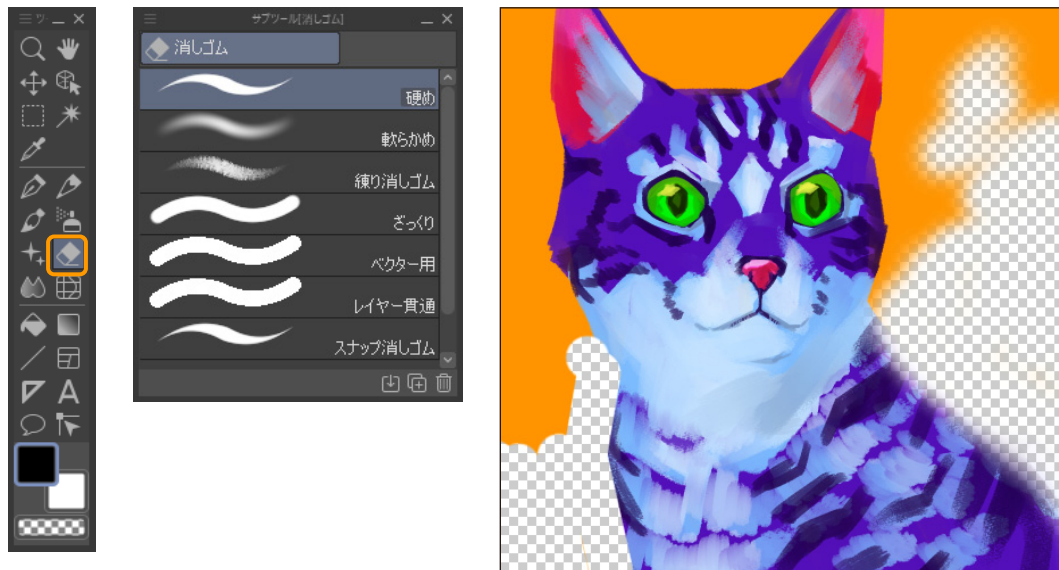 ツ
サブツール[消しゴム]
消しゴム
硬め
軟らかめ
練り消しゴム
ざっくり
ベクター用
レイヤー貫通
スナップ消しゴム
A